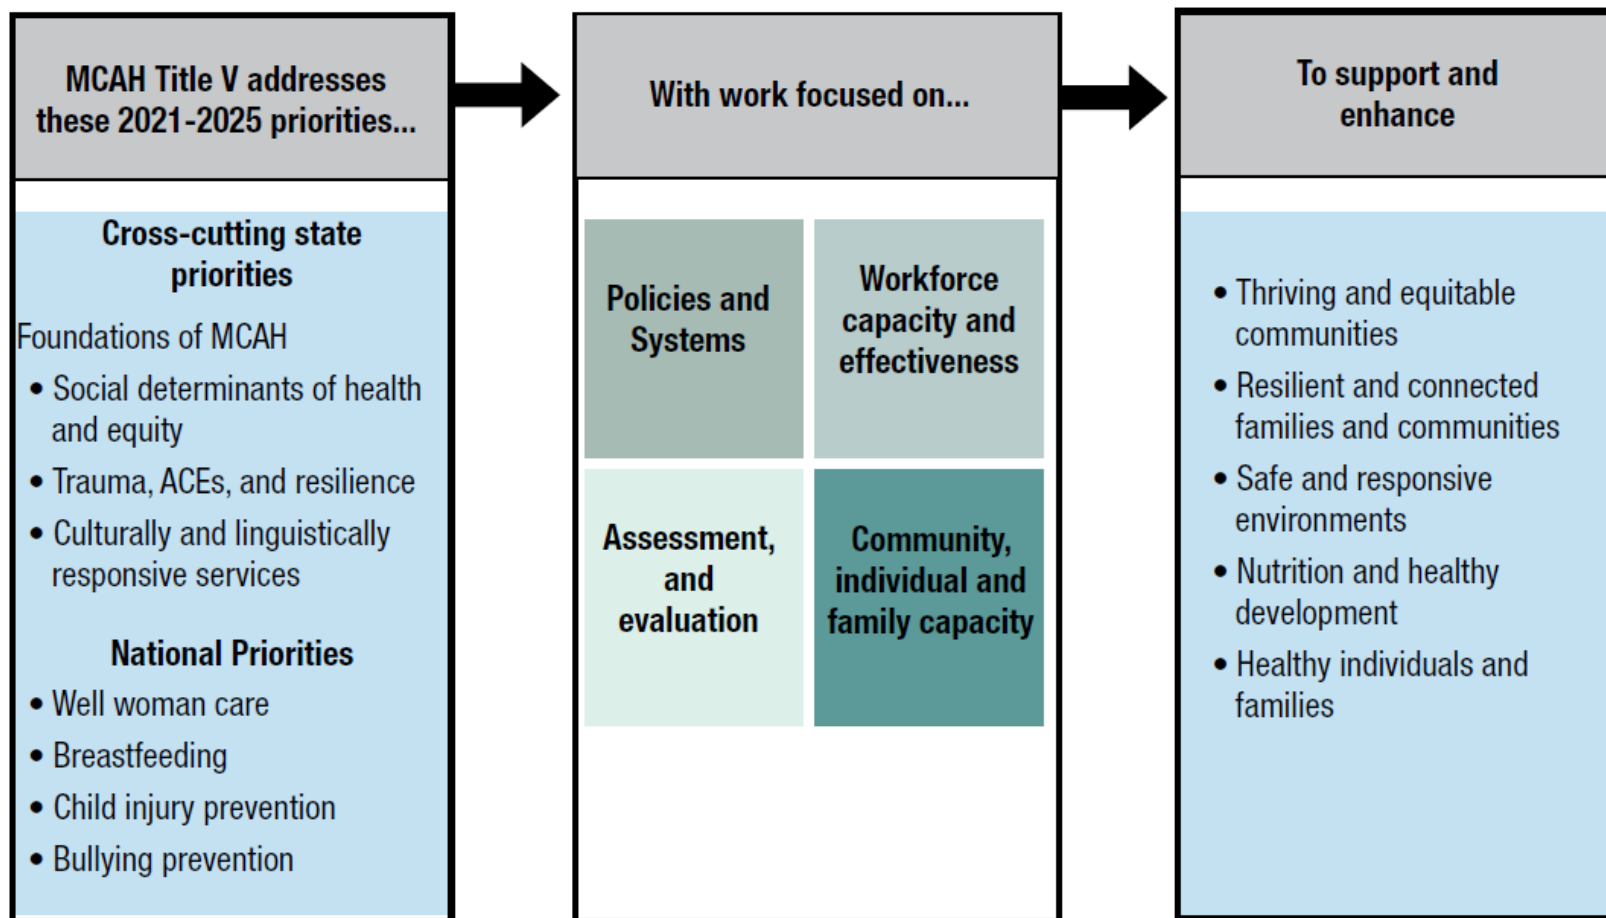 MCAH Title V addresses
these 2021-2025 priorities...
Cross-cutting state
priorities
Foundations of MCAH
• Social determinants of health
and equity
• Trauma, ACEs, and resilience
• Culturally and linguistically
responsive services
National Priorities
• Well woman care
• Breastfeeding
• Child injury prevention
• Bullying prevention
With work focused on...
Policies and
Systems
Workforce
capacity and
effectiveness
Assessment,
and
evaluation
Community,
individual and
family capacity
To support and
enhance
• Thriving and equitable
communities
• Resilient and connected
families and communities
• Safe and responsive
environments
• Nutrition and healthy
development
• Healthy individuals and
families